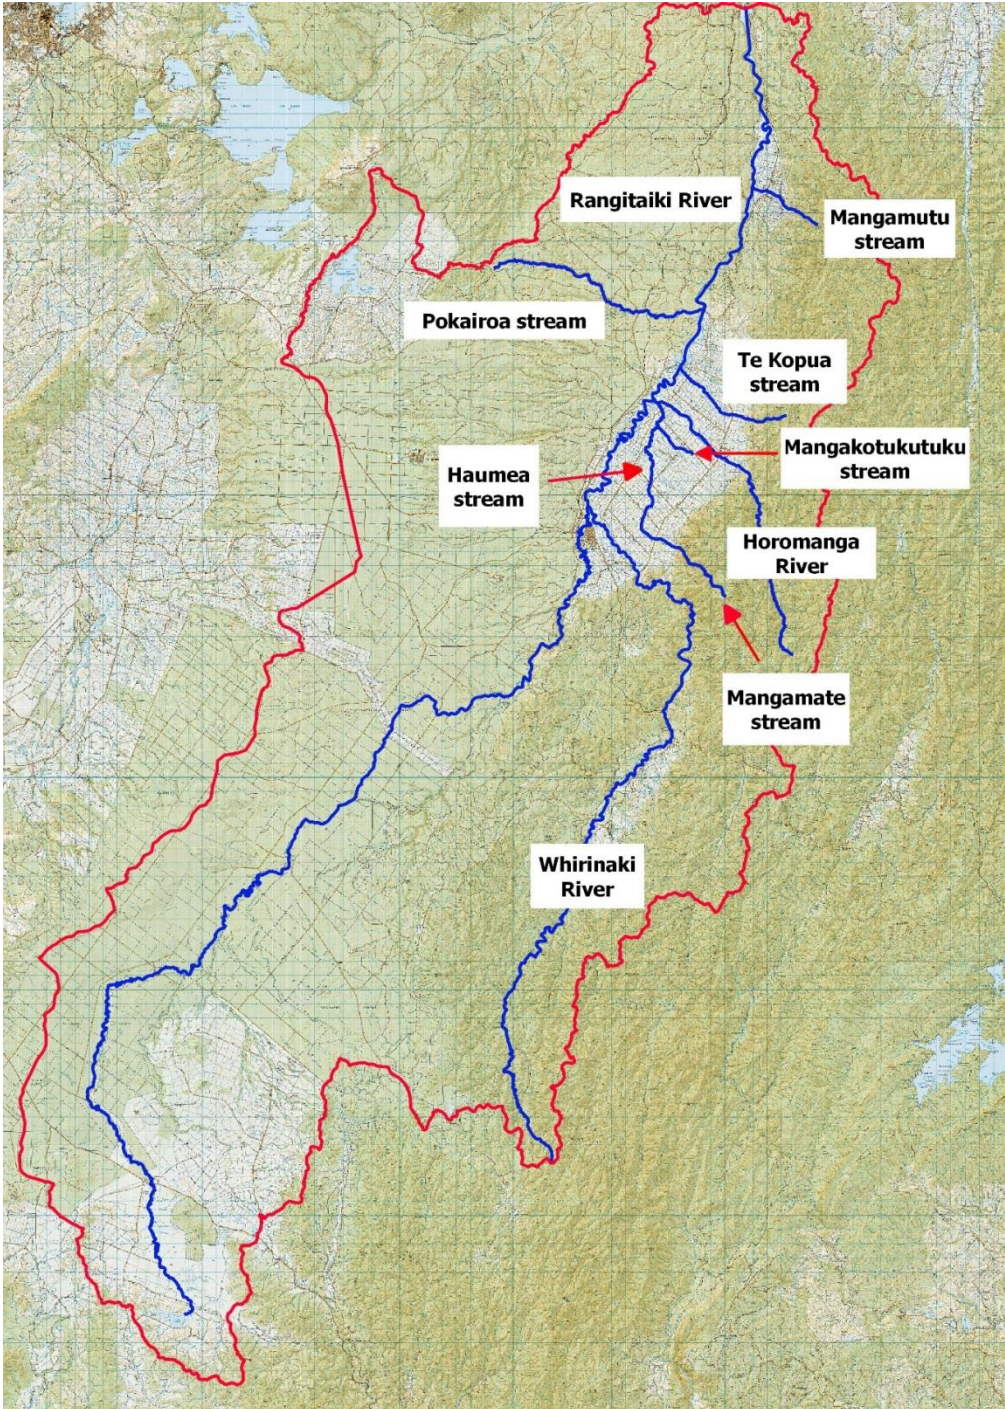 Rangitaiki River
Mangamutu
stream
Pokairoa stream
Te Kopua
stream
Mangakotukutuku
stream
Haumea
stream
Horomanga
River
Mangamate
stream
Whirinaki
River